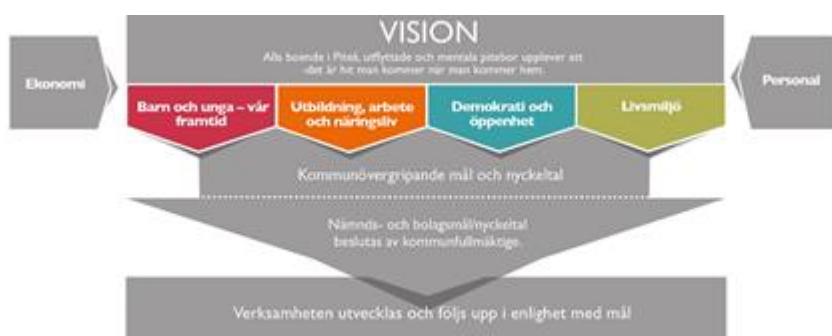 VISION
Alla boende i Piteå, utflyttade och mentala pitebor upplever att
-det är hit man kommer när man kommer hem.
Ekonomi
Personal
Barn och unga – vår
framtid
Utbildning, arbete
och näringsliv
Demokrati och
öppenhet
Livsmiljö
Kommunövergripande mål och nyckeltal
Nämnds- och bolagsmål/nyckeltal
beslutas av kommunfullmäktige.
Verksamheten utvecklas och följs upp i enlighet med mål